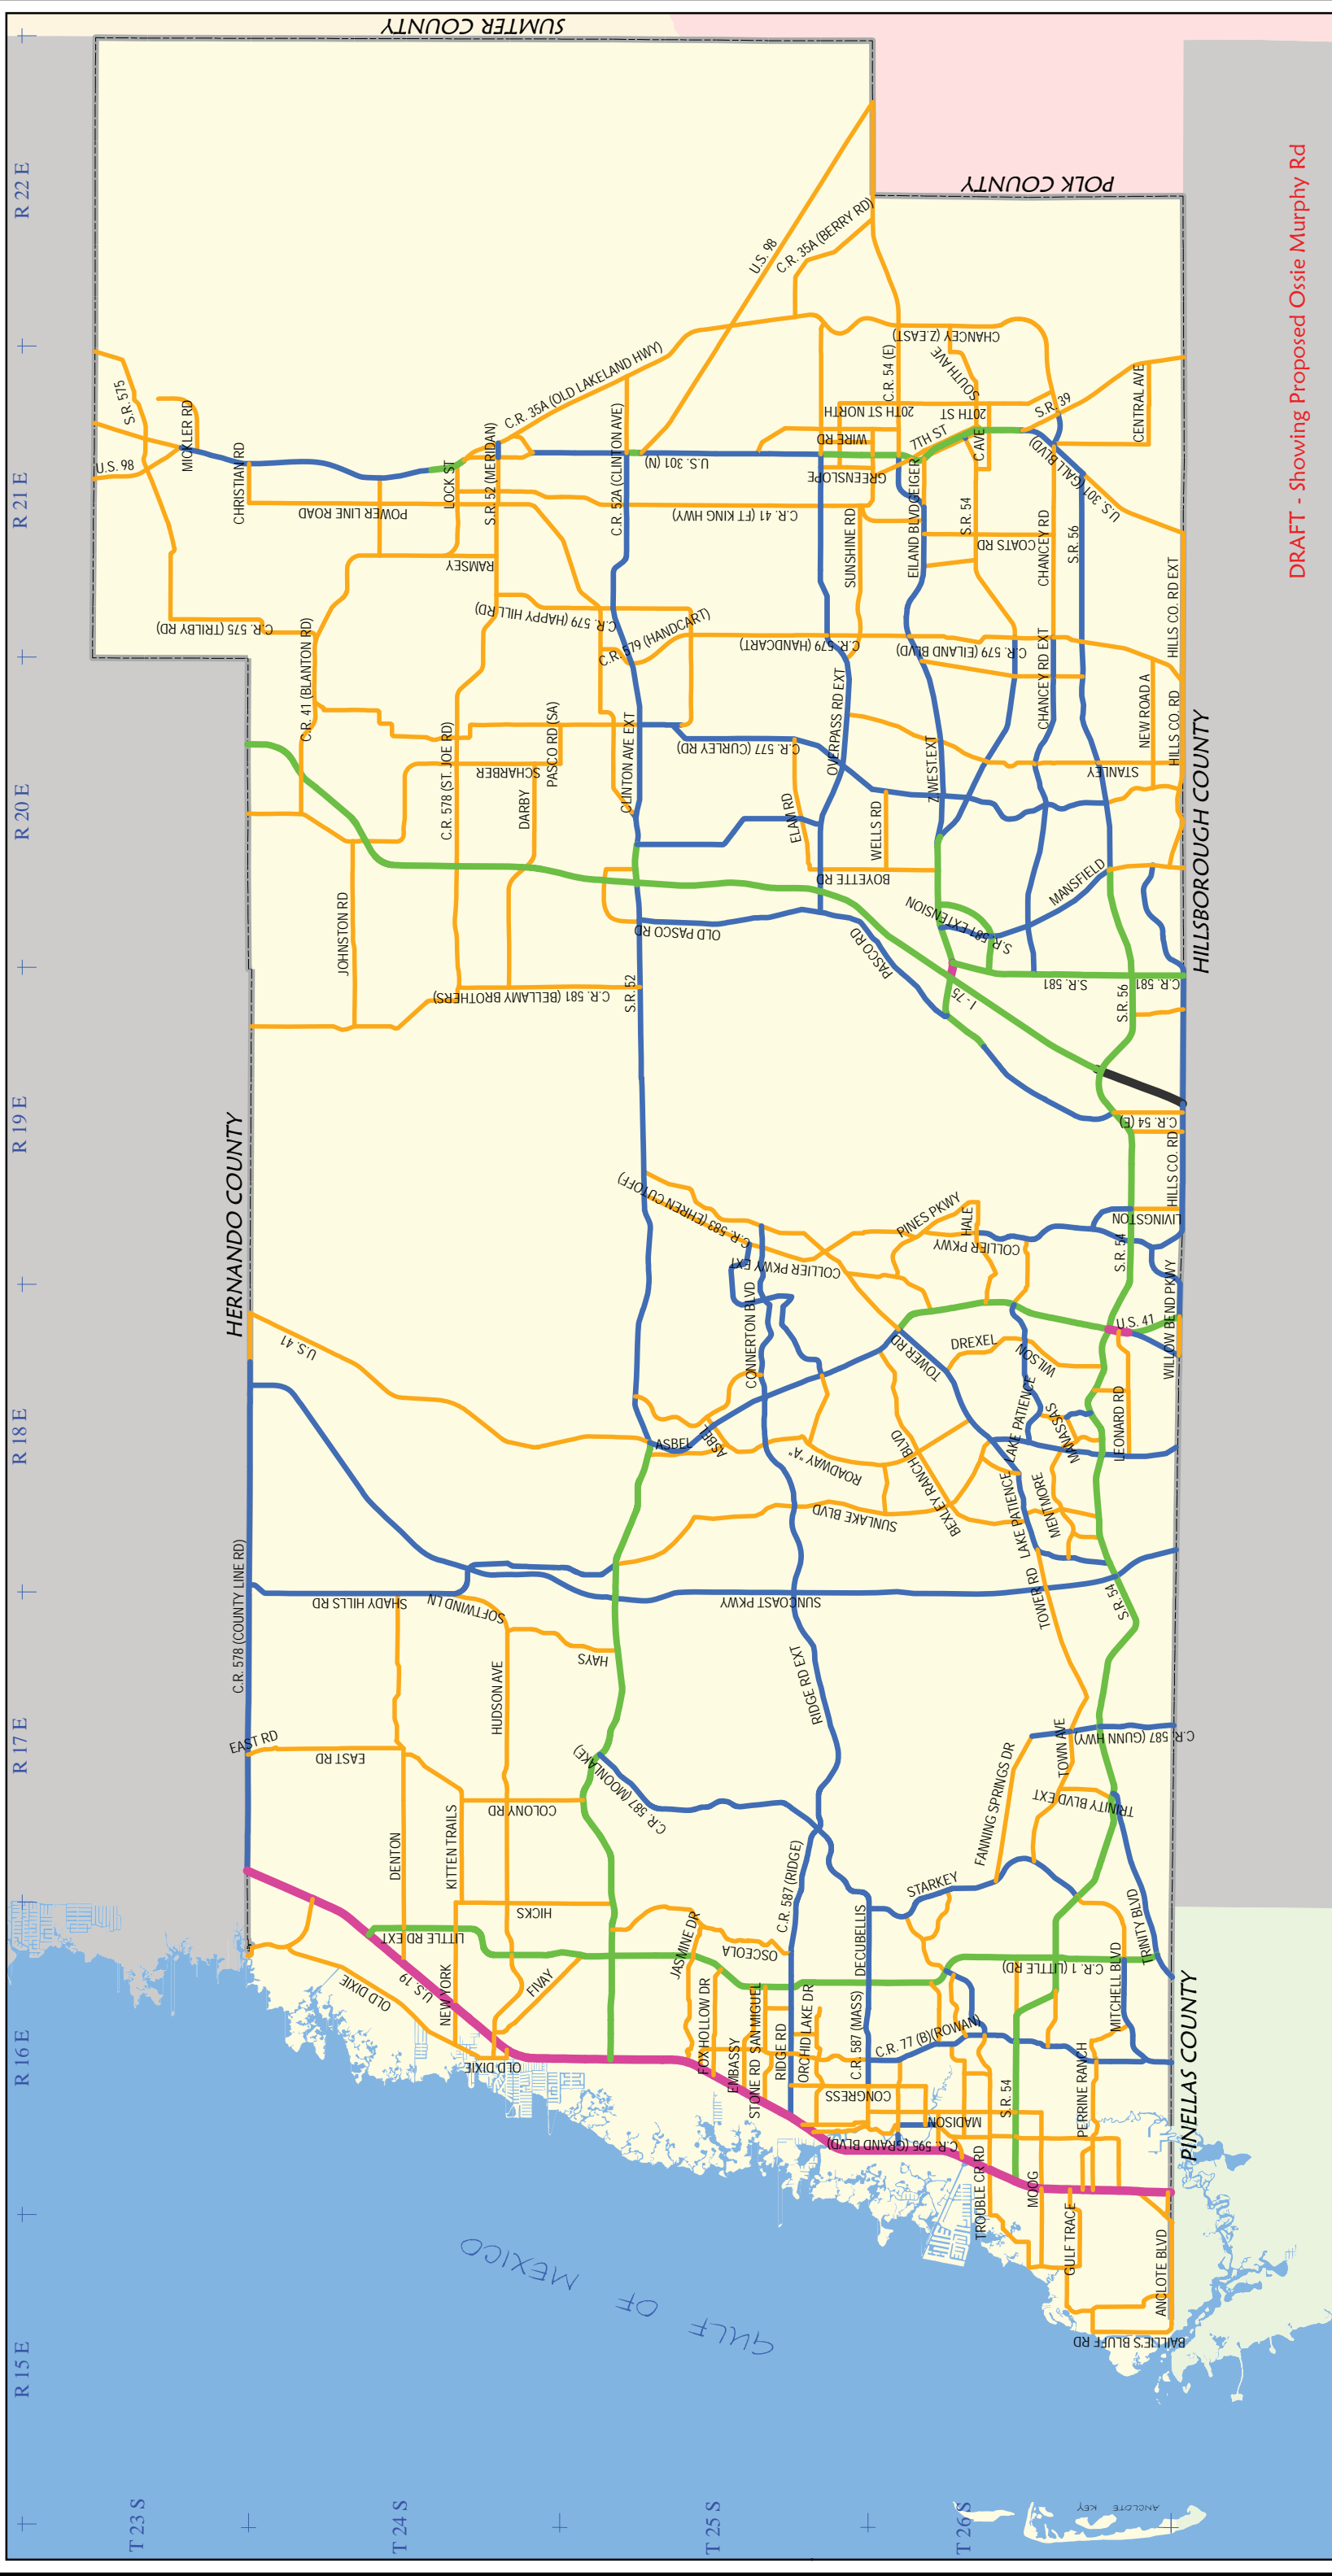 SUMTER COUNTY
R 22 E
POLK COUNTY
U.S. 98
C.R. 35A (BERRY RD)
DRAFT - Showing Proposed Ossie Murphy Rd
CHANCEY (Z.EAST)
C.R. 54 (E)
SOUTH AVE
S.R. 575
MICKLER RD
C.R. 35A (OLD LAKELAND HWY)
20TH NORTH ST
20TH ST
S.R. 39
CENTRAL AVE
U.S. 98
CHRISTIAN RD
LOCK ST
S.R. 52 (MERIDIAN)
C.R. 52A (CLINTON AVE)
U.S. 301 (N)
WIRE RD
7TH ST
C AVE
GREENSLOPE
GEIGER
U.S. 301 (GALL BLVD)
R 21 E
POWER LINE ROAD
C.R. 41 (FT KING HWY)
S.R. 54
SUNSHINE RD
EILAND BLVD
COATS RD
CHANCEY RD
S.R. 56
RAMSEY
HILLS CO. RD EXT
C.R. 575 (TRILBY RD)
C.R. 579 (HAPPY HILL RD)
C.R. 579 (HANDCART)
C.R. 579 (HANDCART)
C.R. 579 (EILAND BLVD)
C.R. 41 (BLANTON RD)
CHANCEY RD EXT
NEW ROAD A
HILLS CO. RD
OVERPASS RD EXT
C.R. 577 (CURLEY RD)
PASCO RD (SA)
CLINTON AVE EXT
C.R. 578 (ST. JOE RD)
SCHARBER
DARBY
Z.WEST.EXT
STANLEY
HILLSBOROUGH COUNTY
R 20 E
ELAM RD
WELLS RD
BOYETTE RD
MANSFIELD
JOHNSTON RD
OLD PASCO RD
PASCO RD
S.R. 581 EXTENSION
C.R. 581 (BELLAMY BROTHERS)
S.R. 52
I - 75
S.R. 581
C.R. 581
S.R. 56
R 19 E
HERNANDO COUNTY
C.R. 54 (E)
HILLS CO. RD
C.R. 583 (EHREN CUTOFF)
PINES PKWY
HALE
LIVINGSTON
COLLIER PKWY
COLLIER PKWY EXT
S.R. 54
U.S. 41
CONNERTON BLVD
TOWER RD
DREXEL
WILSON
U.S. 41
WILLOW BEND PKWY
R 18 E
ASBEL
ASBEL
ROADWAY "A"
BEXLEY RANCH BLVD
LAKE PATIENCE
MANASSAS
LEONARD RD
SUNLAKE BLVD
LAKE PATIENCE
MENTMORE
C.R. 578 (COUNTY LINE RD)
SHADY HILLS RD
SOFTWIND LN
SUNCOAST PKWY
TOWER RD
S.R. 54
HAYS
HUDSON AVE
RIDGE RD EXT
R 17 E
EAST RD
EAST RD
C.R. 587 (MOONLAKE)
FANNING SPRINGS DR
TOWN AVE
C.R. 587 (GUNN HWY)
COLONY RD
TRINITY BLVD EXT
DENTON
KITTEN TRAILS
C.R. 587 (RIDGE)
STARKEY
HICKS
LITTLE RD EXT
JASMINE DR
OSCEOLA
DECUBELLIS
TRINITY BLVD
C.R. 1 (LITTLE RD)
MITCHELL BLVD
OLD DIXIE
U.S. 19
NEW YORK
FIVAY
R 16 E
OLD DIXIE
FOX HOLLOW DR
EMBASSY
SAN MIGUEL
STONE RD
RIDGE RD
ORCHID LAKE DR
C.R. 587 (MASS)
C.R. 77 (B)(ROWAN)
PINELLAS COUNTY
CONGRESS
MADISON
S.R. 54
PERRINE RANCH
C.R. 595 (GRAND BLVD)
TROUBLE CR RD
MOOG
GULF TRACE
ANCLOTE BLVD
BAILLIE'S BLUFF RD
GULF OF MEXICO
R 15 E
ANCLOTE KEY
T 23 S
T 24 S
T 25 S
T 26 S